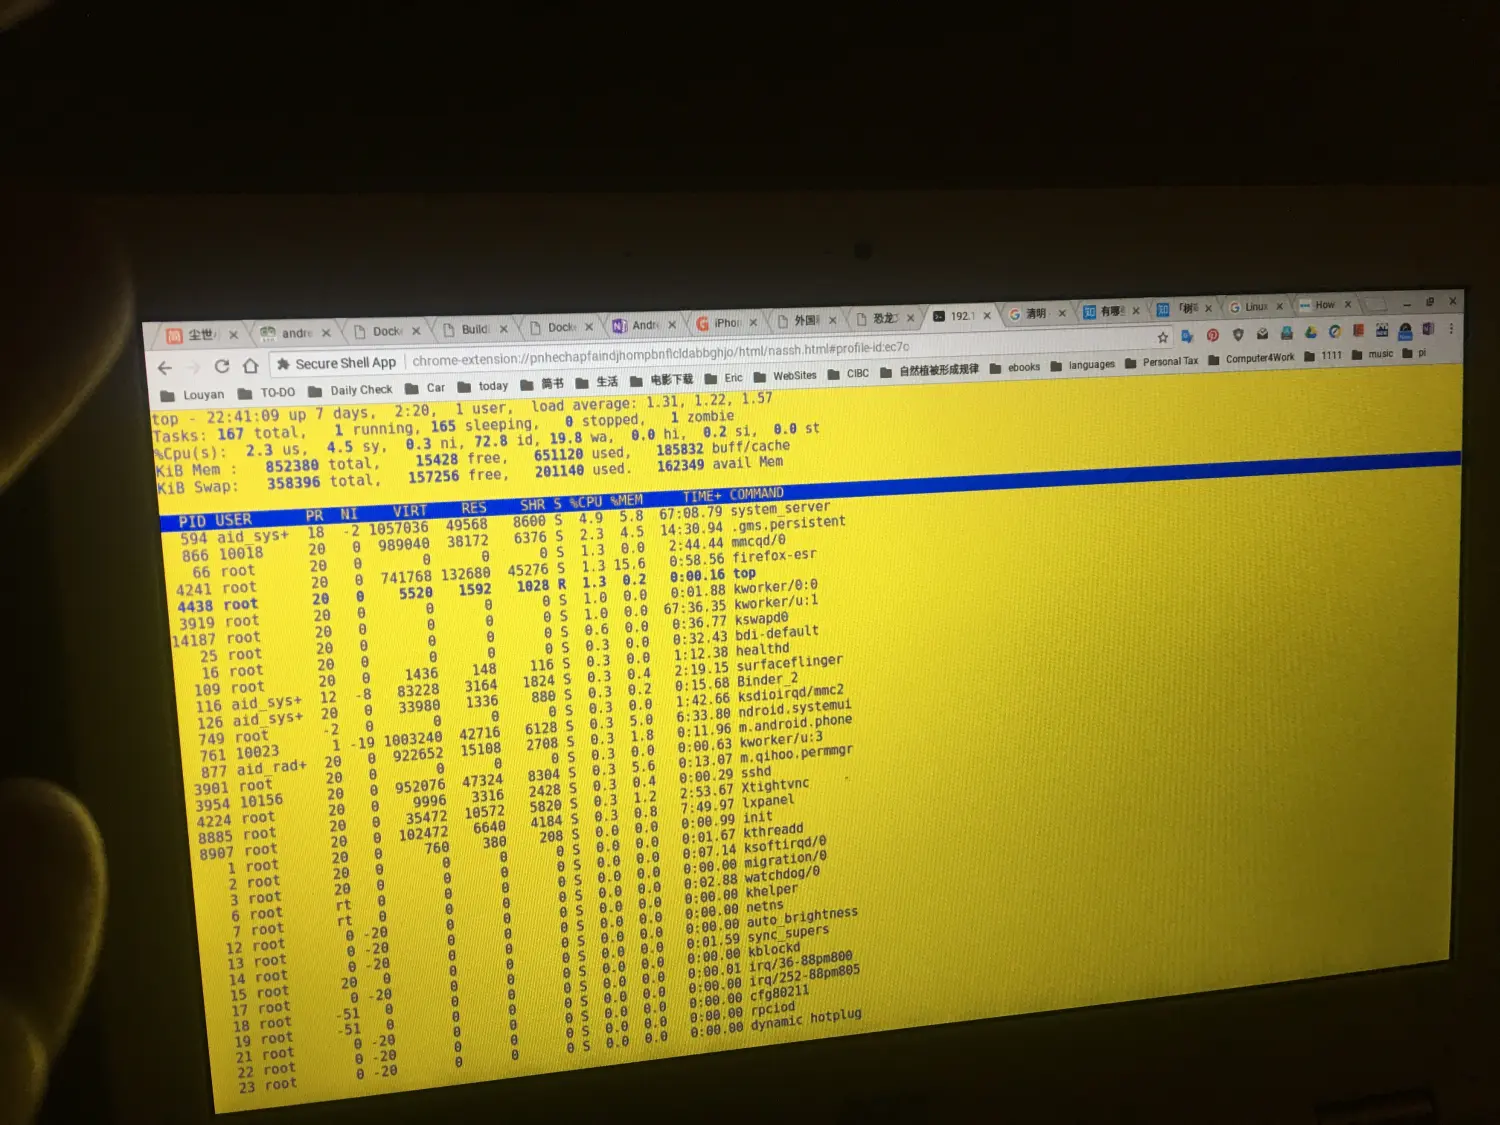 尘世 andr Dock Build Dock Andr iPhon 外国 恐龙 192.1 清明 有哪 「树 Linux How
Secure Shell App chrome-extension://pnhechapfaindjhompbnflcldabbghjo/html/nassh.html#profile-id:ec7c
Louyan TO-DO Daily Check Car today 简书 生活 电影下载 Eric WebSites CIBC 自然植被形成规律 ebooks languages Personal Tax Computer4Work 1111 music pi
top - 22:41:09 up 7 days, 2:20, 1 user, load average: 1.31, 1.22, 1.57
Tasks: 167 total, 1 running, 165 sleeping, 0 stopped, 1 zombie
%Cpu(s): 2.3 us, 4.5 sy, 0.3 ni, 72.8 id, 19.8 wa, 0.0 hi, 0.2 si, 0.0 st
KiB Mem : 852380 total, 15428 free, 651120 used, 185832 buff/cache
KiB Swap: 358396 total, 157256 free, 201140 used. 162349 avail Mem
PID USER PR NI VIRT RES SHR S %CPU %MEM TIME+ COMMAND
594 aid_sys+ 18 -2 1057036 49568 8600 S 4.9 5.8 67:08.79 system_server
866 10018 20 0 989040 38172 6376 S 2.3 4.5 14:30.94 .gms.persistent
66 root 20 0 0 0 0 S 1.3 0.0 2:44.44 mmcqd/0
4241 root 20 0 741768 132680 45276 S 1.3 15.6 0:58.56 firefox-esr
4438 root 20 0 5520 1592 1028 R 1.3 0.2 0:00.16 top
3919 root 20 0 0 0 0 S 1.0 0.0 0:01.88 kworker/0:0
14187 root 20 0 0 0 0 S 1.0 0.0 67:36.35 kworker/u:1
25 root 20 0 0 0 0 S 0.6 0.0 0:36.77 kswapd0
16 root 20 0 0 0 0 S 0.3 0.0 0:32.43 bdi-default
109 root 20 0 1436 148 116 S 0.3 0.0 1:12.38 healthd
116 aid_sys+ 12 -8 83228 3164 1824 S 0.3 0.4 2:19.15 surfaceflinger
126 aid_sys+ 20 0 33980 1336 880 S 0.3 0.2 0:15.68 Binder_2
749 root -2 0 0 0 0 S 0.3 0.0 1:42.66 ksdioirqd/mmc2
761 10023 1 -19 1003240 42716 6128 S 0.3 5.0 6:33.80 ndroid.systemui
877 aid_rad+ 20 0 922652 15108 2708 S 0.3 1.8 0:11.96 m.android.phone
3901 root 20 0 0 0 0 S 0.3 0.0 0:00.63 kworker/u:3
3954 10156 20 0 952076 47324 8304 S 0.3 5.6 0:13.07 m.qihoo.permmgr
4224 root 20 0 9996 3316 2428 S 0.3 0.4 0:00.29 sshd
8885 root 20 0 35472 10572 5820 S 0.3 1.2 2:53.67 Xtightvnc
8907 root 20 0 102472 6640 4184 S 0.3 0.8 7:49.97 lxpanel
1 root 20 0 760 380 208 S 0.0 0.0 0:00.99 init
2 root 20 0 0 0 0 S 0.0 0.0 0:01.67 kthreadd
3 root 20 0 0 0 0 S 0.0 0.0 0:07.14 ksoftirqd/0
6 root rt 0 0 0 0 S 0.0 0.0 0:00.00 migration/0
7 root rt 0 0 0 0 S 0.0 0.0 0:02.88 watchdog/0
12 root 0 -20 0 0 0 S 0.0 0.0 0:00.00 khelper
13 root 0 -20 0 0 0 S 0.0 0.0 0:00.00 netns
14 root 0 -20 0 0 0 S 0.0 0.0 0:00.00 auto_brightness
15 root 20 0 0 0 0 S 0.0 0.0 0:01.59 sync_supers
17 root 0 -20 0 0 0 S 0.0 0.0 0:00.00 kblockd
18 root -51 0 0 0 0 S 0.0 0.0 0:00.01 irq/36-88pm800
19 root -51 0 0 0 0 S 0.0 0.0 0:00.00 irq/252-88pm805
21 root 0 -20 0 0 0 S 0.0 0.0 0:00.00 cfg80211
22 root 0 -20 0 0 0 S 0.0 0.0 0:00.00 rpciod
23 root 0 -20 0 0 0 S 0.0 0.0 0:00.00 dynamic hotplug